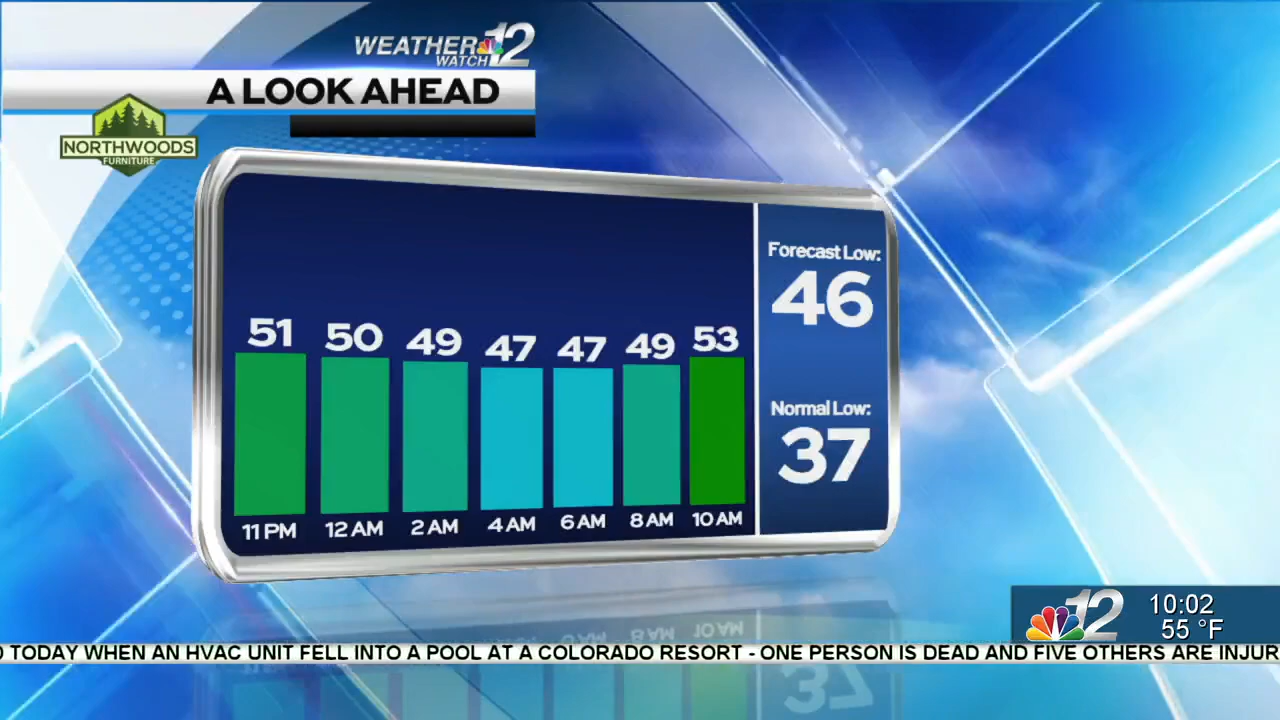 WEATHER 12
WATCH
A LOOK AHEAD
NORTHWOODS
FURNITURE
Forecast Low:
46
51 50 49 47 47 49 53
Normal Low:
37
11 PM 12 AM 2 AM 4 AM 6 AM 8 AM 10 AM
12 10:02
55 °F
TODAY WHEN AN HVAC UNIT FELL INTO A POOL AT A COLORADO RESORT - ONE PERSON IS DEAD AND FIVE OTHERS ARE INJUR